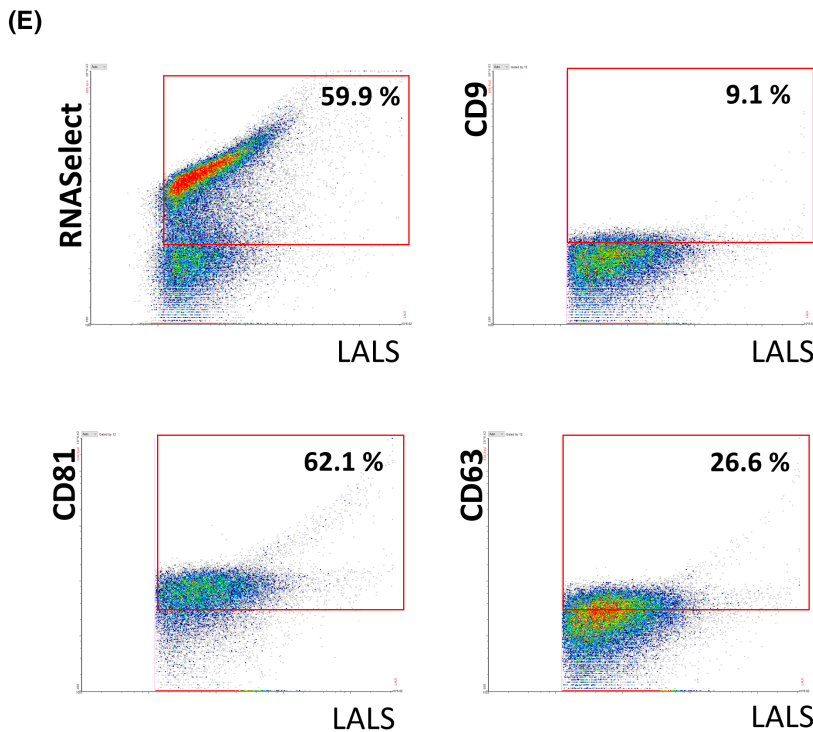 (E)
RNASelect
59.9 %
LALS
CD9
9.1 %
LALS
CD81
62.1 %
LALS
CD63
26.6 %
LALS